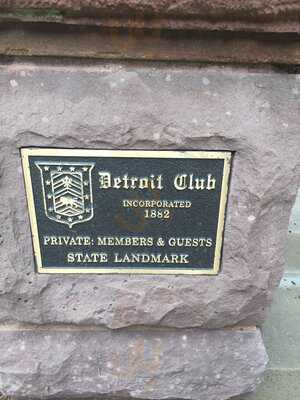 Detroit Club
INCORPORATED
1882
PRIVATE: MEMBERS & GUESTS
STATE LANDMARK